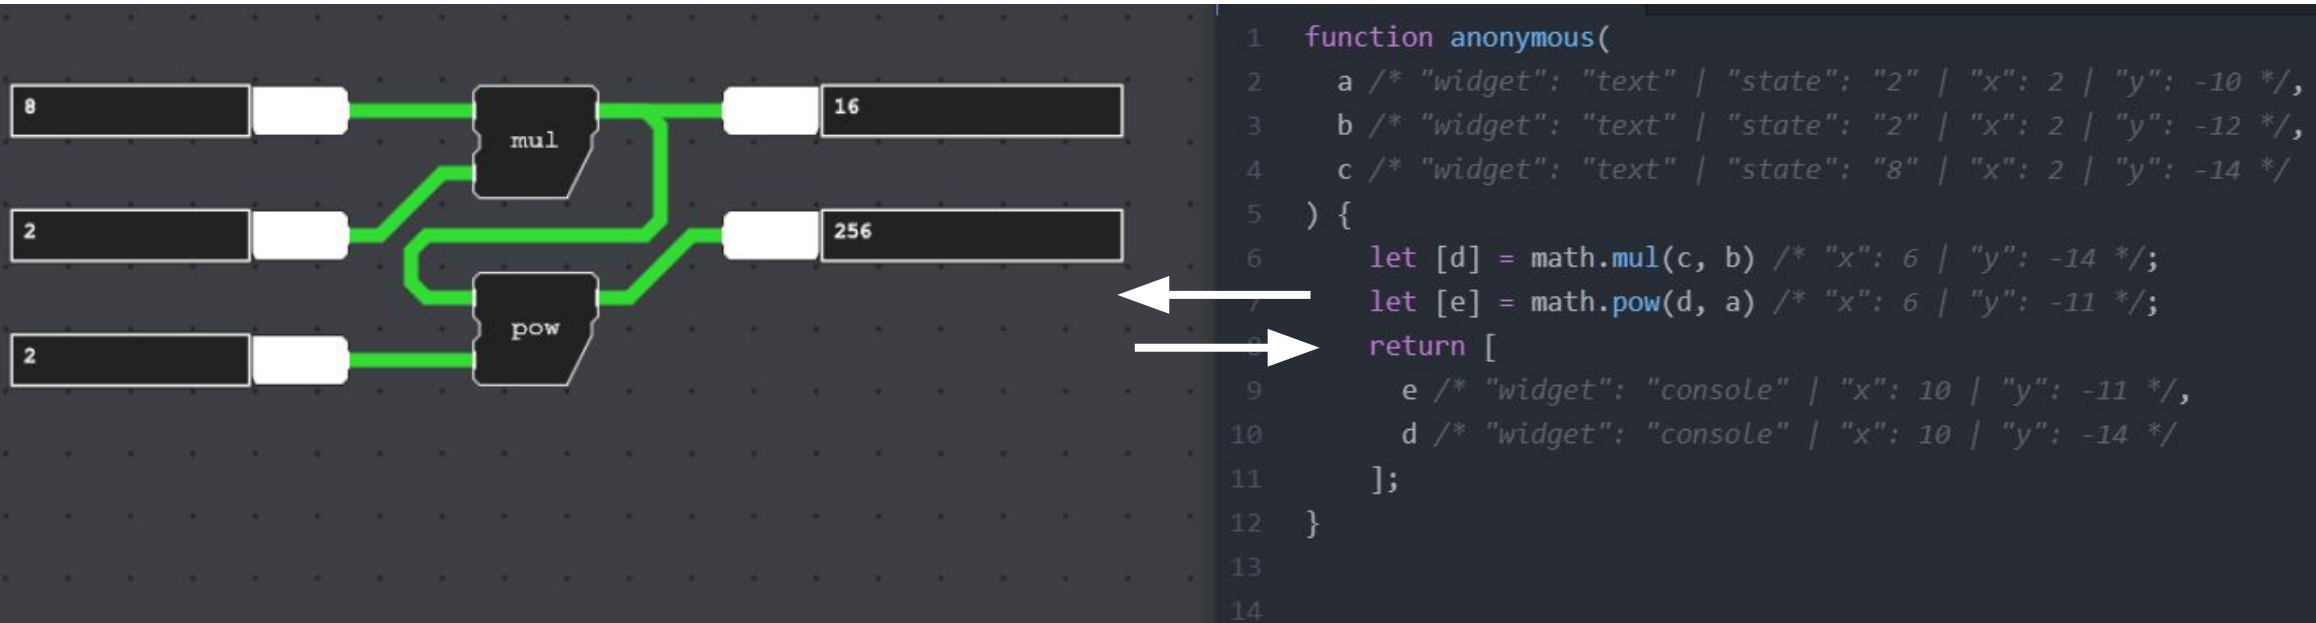 8
mul
16
2
256
pow
2
1 function anonymous(
2 a /* "widget": "text" | "state": "2" | "x": 2 | "y": -10 */,
3 b /* "widget": "text" | "state": "2" | "x": 2 | "y": -12 */,
4 c /* "widget": "text" | "state": "8" | "x": 2 | "y": -14 */
5 ) {
6 let [d] = math.mul(c, b) /* "x": 6 | "y": -14 */;
7 let [e] = math.pow(d, a) /* "x": 6 | "y": -11 */;
8 return [
9 e /* "widget": "console" | "x": 10 | "y": -11 */,
10 d /* "widget": "console" | "x": 10 | "y": -14 */
11 ];
12 }
13
14